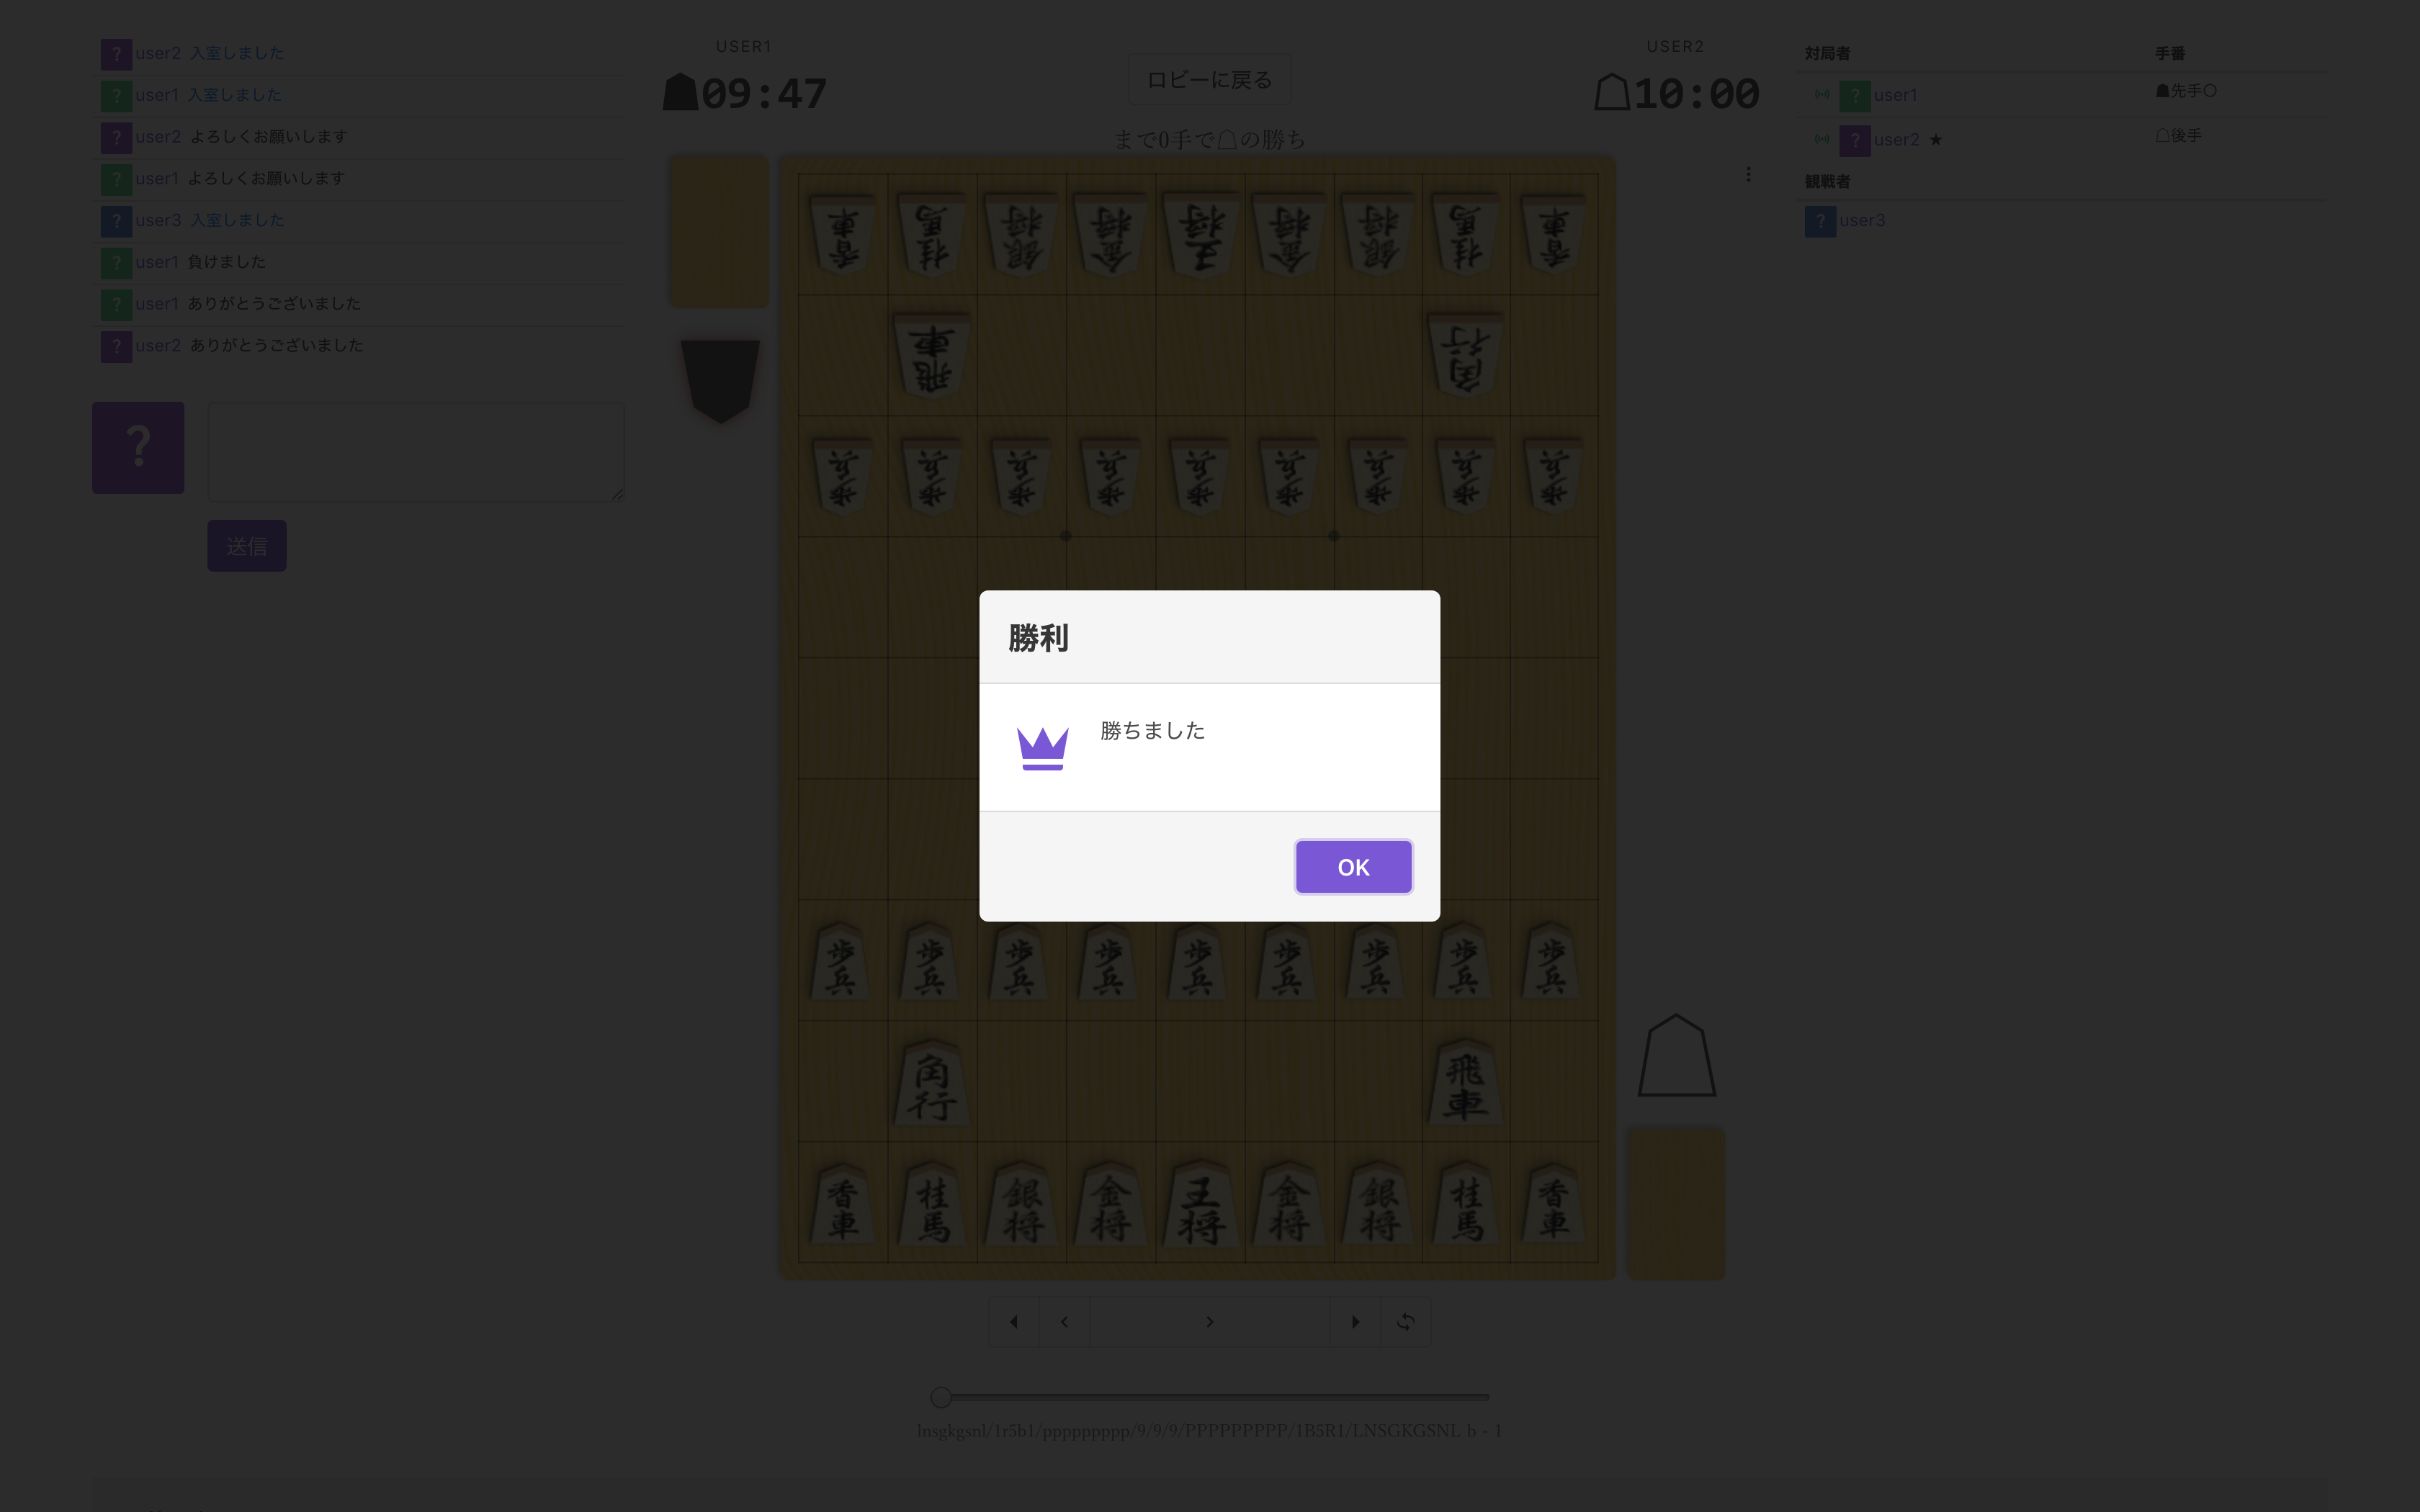 ? user2 入室しました
? user1 入室しました
? user2 よろしくお願いします
? user1 よろしくお願いします
? user3 入室しました
? user1 負けました
? user1 ありがとうございました
? user2 ありがとうございました
?
送信
USER1
☗09:47
ロビーに戻る
USER2
☖10:00
まで0手で☖の勝ち
香車 桂馬 銀将 金将 王将 金将 銀将 桂馬 香車
飛車 角行
歩兵 歩兵 歩兵 歩兵 歩兵 歩兵 歩兵 歩兵 歩兵
勝利
勝ちました
OK
歩兵 歩兵 歩兵 歩兵 歩兵 歩兵 歩兵 歩兵 歩兵
角行 飛車
香車 桂馬 銀将 金将 王将 金将 銀将 桂馬 香車
lnsgkgsnl/1r5b1/ppppppppp/9/9/9/PPPPPPPPP/1B5R1/LNSGKGSNL b - 1
対局者 手番
? user1 ☗先手○
? user2 ★ ☖後手
観戦者
? user3